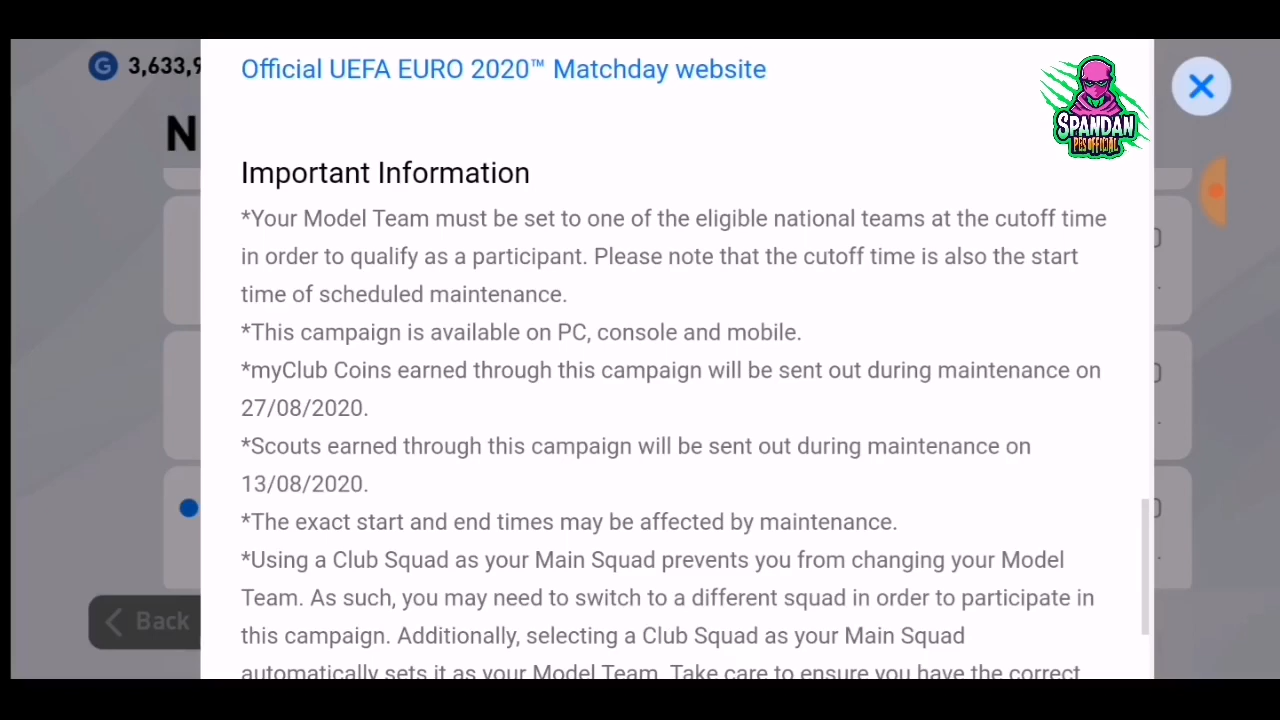 G 3,633,9
Official UEFA EURO 2020™ Matchday website
SPANDAN
PES OFFICIAL
N
Important Information
*Your Model Team must be set to one of the eligible national teams at the cutoff time
in order to qualify as a participant. Please note that the cutoff time is also the start
time of scheduled maintenance.
*This campaign is available on PC, console and mobile.
*myClub Coins earned through this campaign will be sent out during maintenance on
27/08/2020.
*Scouts earned through this campaign will be sent out during maintenance on
13/08/2020.
*The exact start and end times may be affected by maintenance.
*Using a Club Squad as your Main Squad prevents you from changing your Model
Team. As such, you may need to switch to a different squad in order to participate in
Back
this campaign. Additionally, selecting a Club Squad as your Main Squad
automatically sets it as your Model Team. Take care to ensure you have the correct